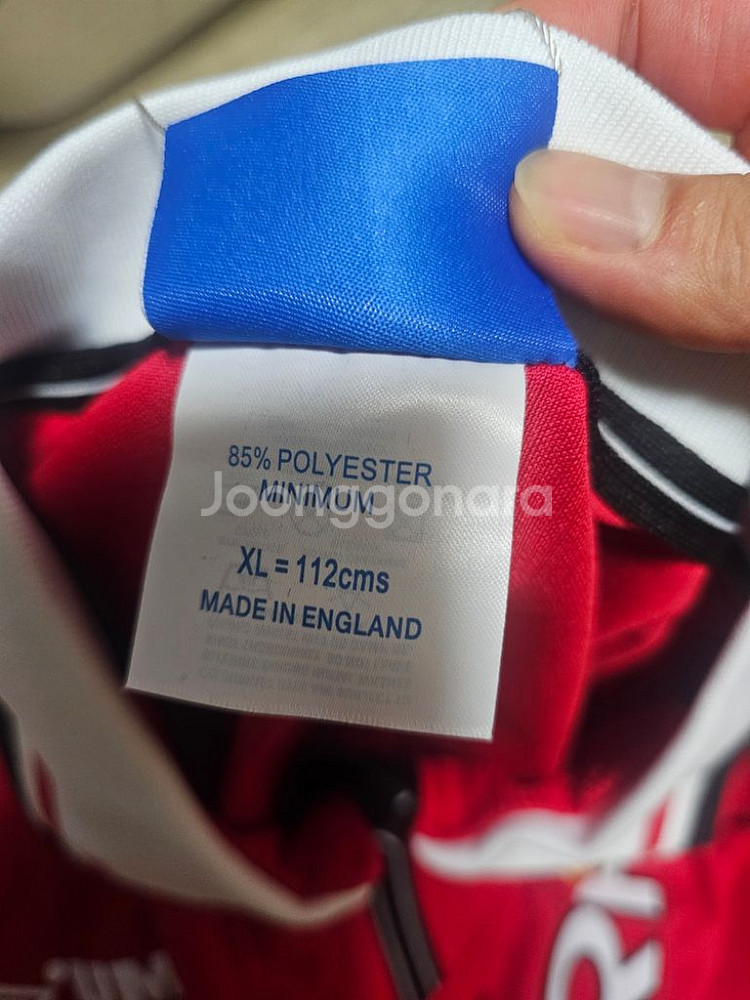 85% POLYESTER
MINIMUM
Joonggonara
XL = 112cms
MADE IN ENGLAND